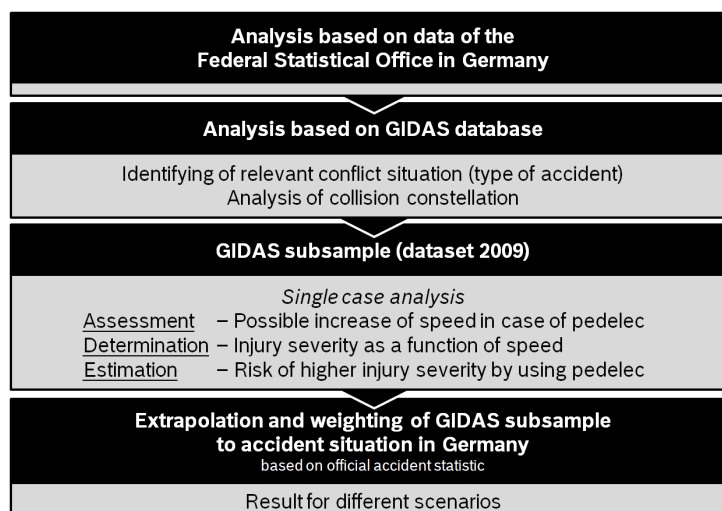 Analysis based on data of the
Federal Statistical Office in Germany
Analysis based on GIDAS database
Identifying of relevant conflict situation (type of accident)
Analysis of collision constellation
GIDAS subsample (dataset 2009)
Single case analysis
Assessment – Possible increase of speed in case of pedelec
Determination – Injury severity as a function of speed
Estimation – Risk of higher injury severity by using pedelec
Extrapolation and weighting of GIDAS subsample
to accident situation in Germany
based on official accident statistic
Result for different scenarios